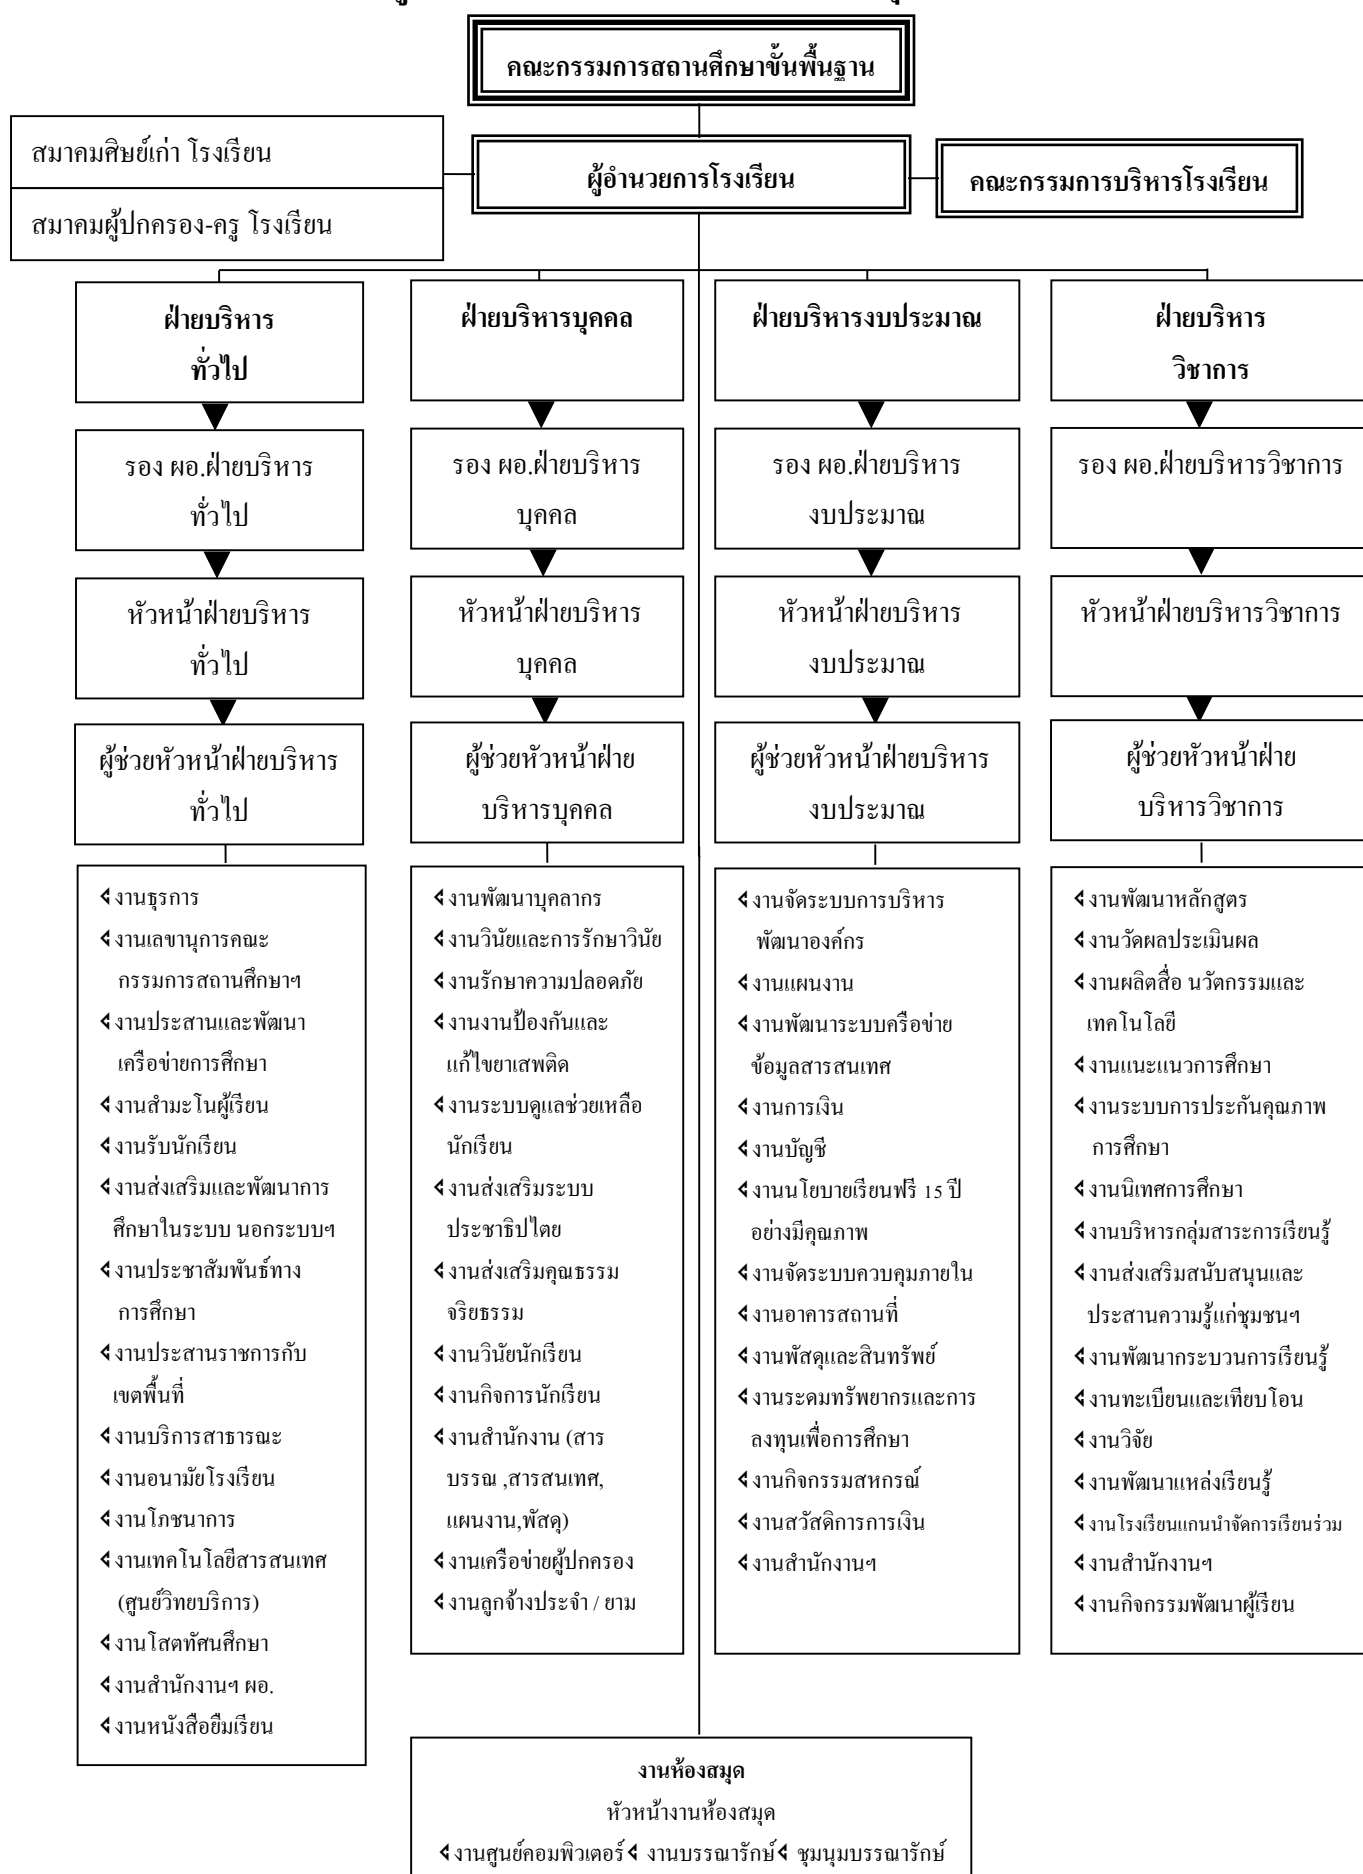 คณะกรรมการสถานศึกษาขั้นพื้นฐาน
สมาคมศิษย์เก่า โรงเรียน
สมาคมผู้ปกครอง-ครู โรงเรียน
ผู้อำนวยการโรงเรียน
คณะกรรมการบริหารโรงเรียน
ฝ่ายบริหาร
ทั่วไป
รอง ผอ.ฝ่ายบริหาร
ทั่วไป
หัวหน้าฝ่ายบริหาร
ทั่วไป
ผู้ช่วยหัวหน้าฝ่ายบริหาร
ทั่วไป
งานธุรการ
งานเลขานุการคณะ
กรรมการสถานศึกษาฯ
งานประสานและพัฒนา
เครือข่ายการศึกษา
งานสำมะโนผู้เรียน
งานรับนักเรียน
งานส่งเสริมและพัฒนาการ
ศึกษาในระบบ นอกระบบฯ
งานประชาสัมพันธ์ทาง
การศึกษา
งานประสานราชการกับ
เขตพื้นที่
งานบริการสาธารณะ
งานอนามัยโรงเรียน
งานโภชนาการ
งานเทคโนโลยีสารสนเทศ
(ศูนย์วิทยบริการ)
งานโสตทัศนศึกษา
งานสำนักงานฯ ผอ.
งานหนังสือยืมเรียน
ฝ่ายบริหารบุคคล
รอง ผอ.ฝ่ายบริหาร
บุคคล
หัวหน้าฝ่ายบริหาร
บุคคล
ผู้ช่วยหัวหน้าฝ่าย
บริหารบุคคล
งานพัฒนาบุคลากร
งานวินัยและการรักษาวินัย
งานรักษาความปลอดภัย
งานงานป้องกันและ
แก้ไขยาเสพติด
งานระบบดูแลช่วยเหลือ
นักเรียน
งานส่งเสริมระบบ
ประชาธิปไตย
งานส่งเสริมคุณธรรม
จริยธรรม
งานวินัยนักเรียน
งานกิจการนักเรียน
งานสำนักงาน (สาร
บรรณ ,สารสนเทศ,
แผนงาน,พัสดุ)
งานเครือข่ายผู้ปกครอง
งานลูกจ้างประจำ / ยาม
ฝ่ายบริหารงบประมาณ
รอง ผอ.ฝ่ายบริหาร
งบประมาณ
หัวหน้าฝ่ายบริหาร
งบประมาณ
ผู้ช่วยหัวหน้าฝ่ายบริหาร
งบประมาณ
งานจัดระบบการบริหาร
พัฒนาองค์กร
งานแผนงาน
งานพัฒนาระบบครือข่าย
ข้อมูลสารสนเทศ
งานการเงิน
งานบัญชี
งานนโยบายเรียนฟรี 15 ปี
อย่างมีคุณภาพ
งานจัดระบบควบคุมภายใน
งานอาคารสถานที่
งานพัสดุและสินทรัพย์
งานระดมทรัพยากรและการ
ลงทุนเพื่อการศึกษา
งานกิจกรรมสหกรณ์
งานสวัสดิการการเงิน
งานสำนักงานฯ
ฝ่ายบริหาร
วิชาการ
รอง ผอ.ฝ่ายบริหารวิชาการ
หัวหน้าฝ่ายบริหารวิชาการ
ผู้ช่วยหัวหน้าฝ่าย
บริหารวิชาการ
งานพัฒนาหลักสูตร
งานวัดผลประเมินผล
งานผลิตสื่อ นวัตกรรมและ
เทคโนโลยี
งานแนะแนวการศึกษา
งานระบบการประกันคุณภาพ
การศึกษา
งานนิเทศการศึกษา
งานบริหารกลุ่มสาระการเรียนรู้
งานส่งเสริมสนับสนุนและ
ประสานความรู้แก่ชุมชนฯ
งานพัฒนากระบวนการเรียนรู้
งานทะเบียนและเทียบโอน
งานวิจัย
งานพัฒนาแหล่งเรียนรู้
งานโรงเรียนแกนนำจัดการเรียนร่วม
งานสำนักงานฯ
งานกิจกรรมพัฒนาผู้เรียน
งานห้องสมุด
หัวหน้างานห้องสมุด
งานศูนย์คอมพิวเตอร์ งานบรรณารักษ์ ชุมนุมบรรณารักษ์